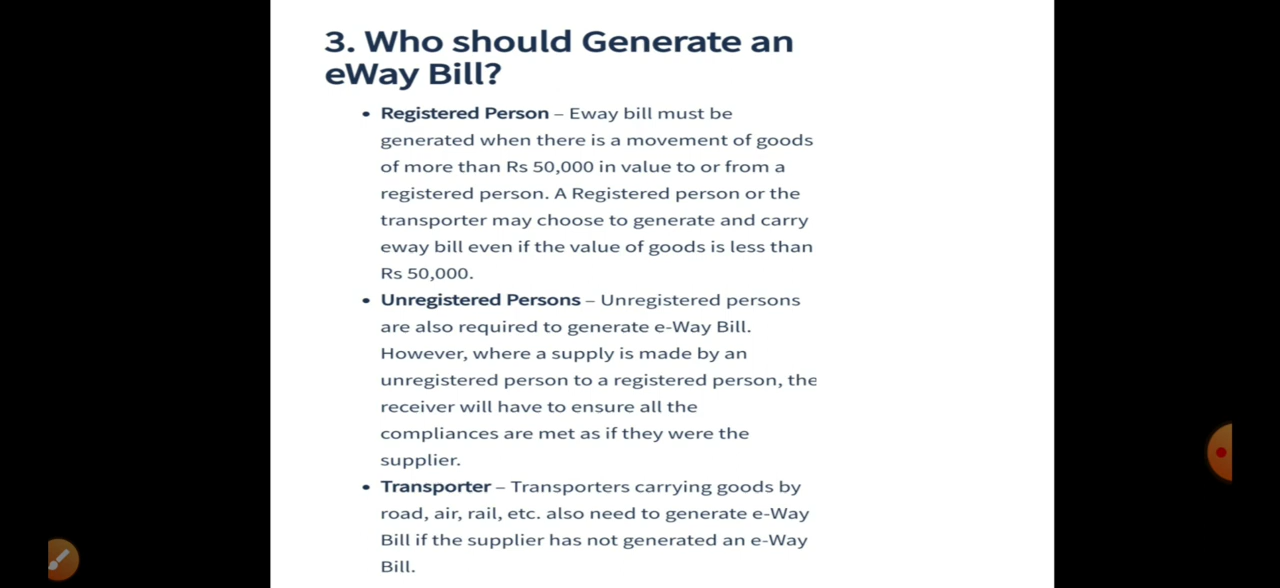 3. Who should Generate an
eWay Bill?
• Registered Person – Eway bill must be
generated when there is a movement of goods
of more than Rs 50,000 in value to or from a
registered person. A Registered person or the
transporter may choose to generate and carry
eway bill even if the value of goods is less than
Rs 50,000.
• Unregistered Persons – Unregistered persons
are also required to generate e-Way Bill.
However, where a supply is made by an
unregistered person to a registered person, the
receiver will have to ensure all the
compliances are met as if they were the
supplier.
• Transporter – Transporters carrying goods by
road, air, rail, etc. also need to generate e-Way
Bill if the supplier has not generated an e-Way
Bill.